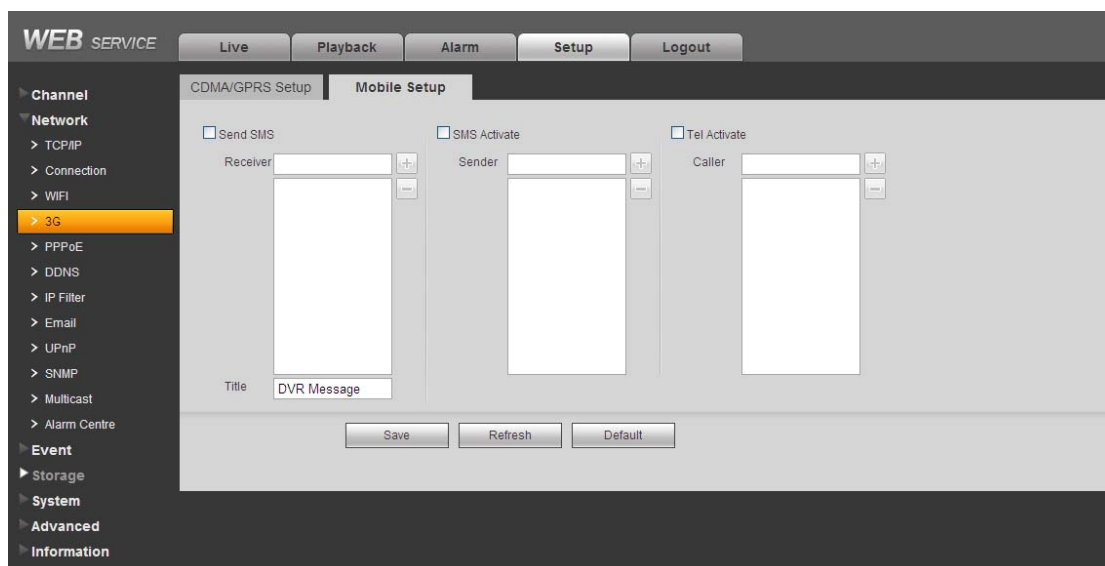 WEB SERVICE
Live Playback Alarm Setup Logout
CDMA/GPRS Setup Mobile Setup
Channel
Network
> TCP/IP
> Connection
> WIFI
> 3G
> PPPoE
> DDNS
> IP Filter
> Email
> UPnP
> SNMP
> Multicast
> Alarm Centre
Event
Storage
System
Advanced
Information
Send SMS SMS Activate Tel Activate
Receiver + Sender + Caller +
− − −
Title DVR Message
Save Refresh Default